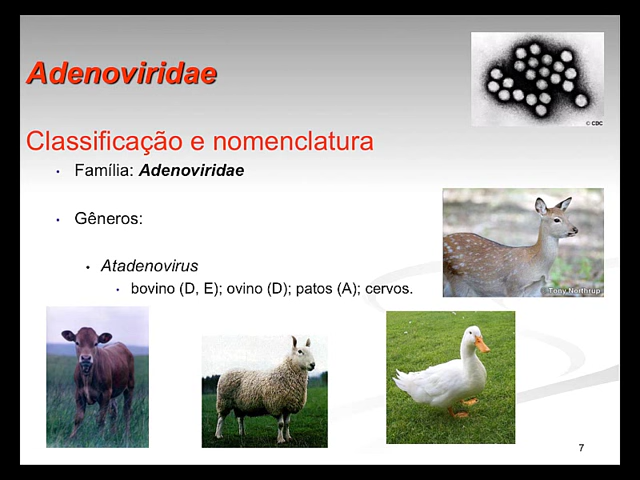 Adenoviridae
© CDC
Classificação e nomenclatura
• Família: Adenoviridae
• Gêneros:
• Atadenovirus
• bovino (D, E); ovino (D); patos (A); cervos.
© Tony Northrup
7